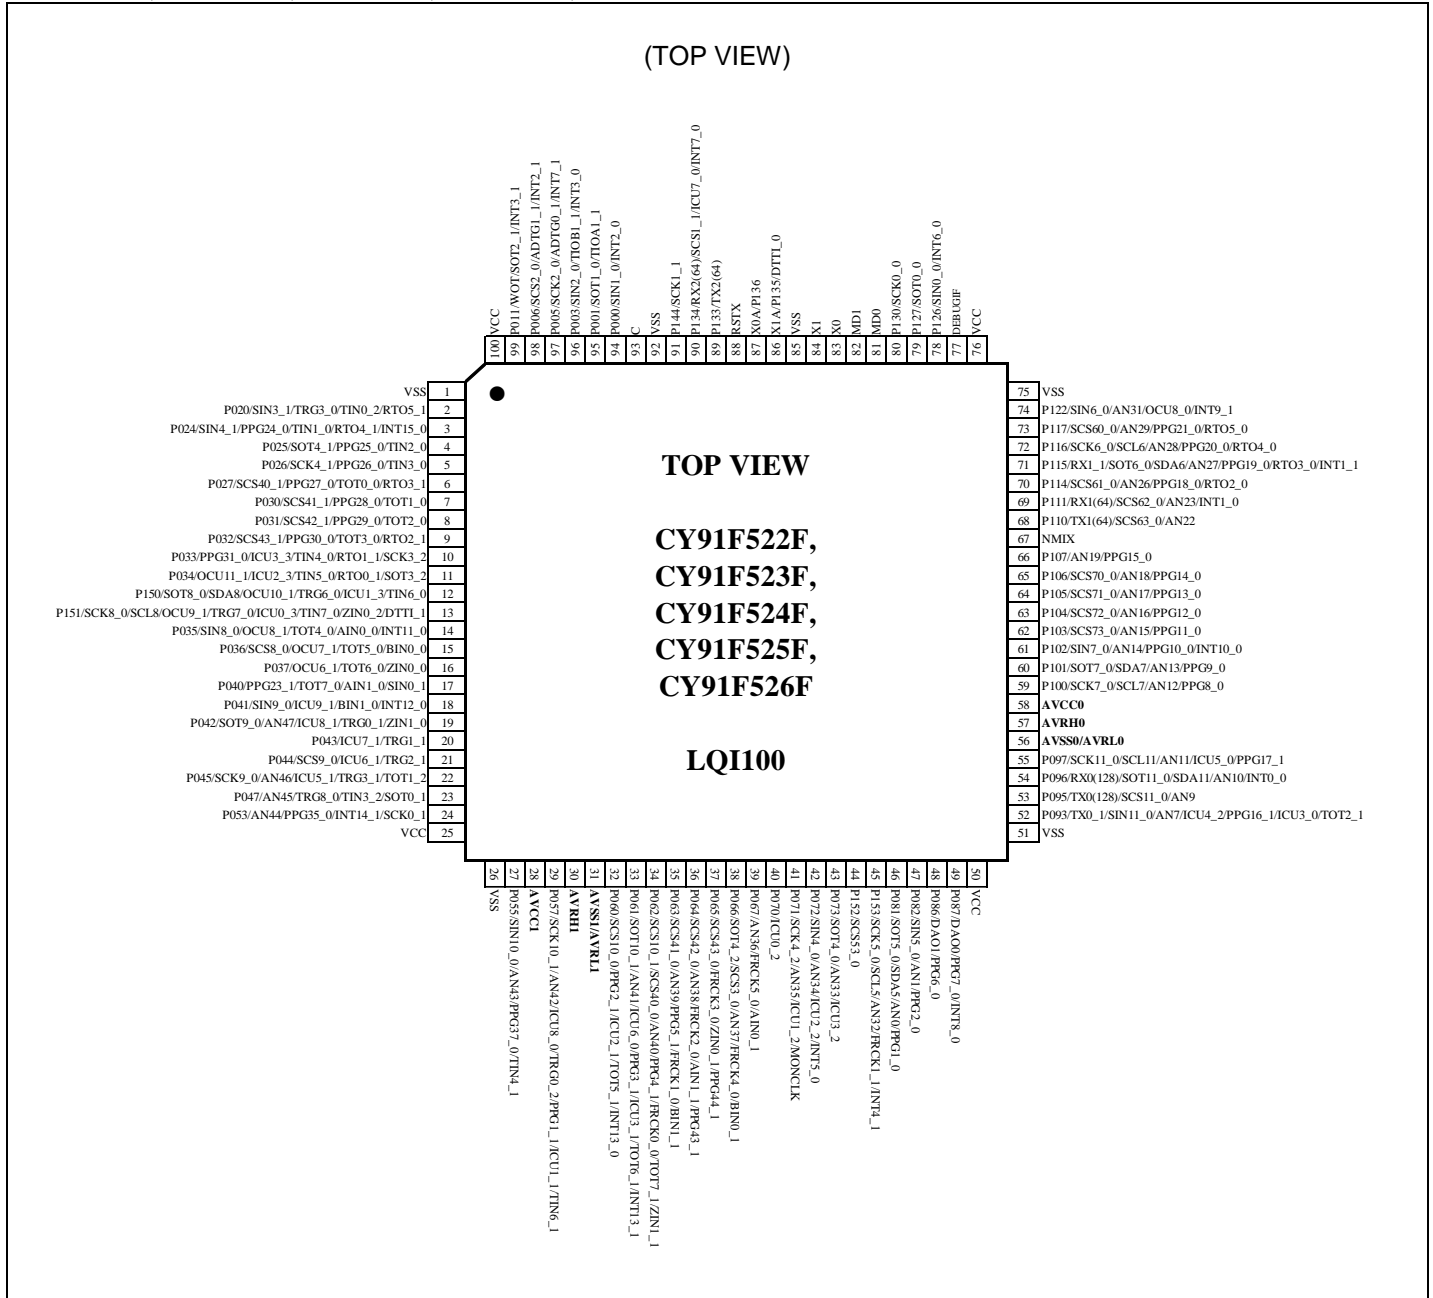 (TOP VIEW)
100 VCC
99 P011/WOT/SOT2_1/INT3_1
98 P006/SCS2_0/ADTG1_1/INT2_1
97 P005/SCK2_0/ADTG0_1/INT7_1
96 P003/SIN2_0/TIOB1_1/INT3_0
95 P001/SOT1_0/TIOA1_1
94 P000/SIN1_0/INT2_0
93 C
92 VSS
91 P144/SCK1_1
90 P134/RX2(64)/SCS1_1/ICU7_0/INT7_0
89 P133/TX2(64)
88 RSTX
87 X0A/P136
86 X1A/P135/DTTI_0
85 VSS
84 X1
83 X0
82 MD1
81 MD0
80 P130/SCK0_0
79 P127/SOT0_0
78 P126/SIN0_0/INT6_0
77 DEBUGIF
76 VCC
VSS 1
P020/SIN3_1/TRG3_0/TIN0_2/RTO5_1 2
P024/SIN4_1/PPG24_0/TIN1_0/RTO4_1/INT15_0 3
P025/SOT4_1/PPG25_0/TIN2_0 4
P026/SCK4_1/PPG26_0/TIN3_0 5
P027/SCS40_1/PPG27_0/TOT0_0/RTO3_1 6
P030/SCS41_1/PPG28_0/TOT1_0 7
P031/SCS42_1/PPG29_0/TOT2_0 8
P032/SCS43_1/PPG30_0/TOT3_0/RTO2_1 9
P033/PPG31_0/ICU3_3/TIN4_0/RTO1_1/SCK3_2 10
P034/OCU11_1/ICU2_3/TIN5_0/RTO0_1/SOT3_2 11
P150/SOT8_0/SDA8/OCU10_1/TRG6_0/ICU1_3/TIN6_0 12
P151/SCK8_0/SCL8/OCU9_1/TRG7_0/ICU0_3/TIN7_0/ZIN0_2/DTTI_1 13
P035/SIN8_0/OCU8_1/TOT4_0/AIN0_0/INT11_0 14
P036/SCS8_0/OCU7_1/TOT5_0/BIN0_0 15
P037/OCU6_1/TOT6_0/ZIN0_0 16
P040/PPG23_1/TOT7_0/AIN1_0/SIN0_1 17
P041/SIN9_0/ICU9_1/BIN1_0/INT12_0 18
P042/SOT9_0/AN47/ICU8_1/TRG0_1/ZIN1_0 19
P043/ICU7_1/TRG1_1 20
P044/SCS9_0/ICU6_1/TRG2_1 21
P045/SCK9_0/AN46/ICU5_1/TRG3_1/TOT1_2 22
P047/AN45/TRG8_0/TIN3_2/SOT0_1 23
P053/AN44/PPG35_0/INT14_1/SCK0_1 24
VCC 25
TOP VIEW
CY91F522F,
CY91F523F,
CY91F524F,
CY91F525F,
CY91F526F
LQI100
75 VSS
74 P122/SIN6_0/AN31/OCU8_0/INT9_1
73 P117/SCS60_0/AN29/PPG21_0/RTO5_0
72 P116/SCK6_0/SCL6/AN28/PPG20_0/RTO4_0
71 P115/RX1_1/SOT6_0/SDA6/AN27/PPG19_0/RTO3_0/INT1_1
70 P114/SCS61_0/AN26/PPG18_0/RTO2_0
69 P111/RX1(64)/SCS62_0/AN23/INT1_0
68 P110/TX1(64)/SCS63_0/AN22
67 NMIX
66 P107/AN19/PPG15_0
65 P106/SCS70_0/AN18/PPG14_0
64 P105/SCS71_0/AN17/PPG13_0
63 P104/SCS72_0/AN16/PPG12_0
62 P103/SCS73_0/AN15/PPG11_0
61 P102/SIN7_0/AN14/PPG10_0/INT10_0
60 P101/SOT7_0/SDA7/AN13/PPG9_0
59 P100/SCK7_0/SCL7/AN12/PPG8_0
58 AVCC0
57 AVRH0
56 AVSS0/AVRL0
55 P097/SCK11_0/SCL11/AN11/ICU5_0/PPG17_1
54 P096/RX0(128)/SOT11_0/SDA11/AN10/INT0_0
53 P095/TX0(128)/SCS11_0/AN9
52 P093/TX0_1/SIN11_0/AN7/ICU4_2/PPG16_1/ICU3_0/TOT2_1
51 VSS
26 VSS
27 P055/SIN10_0/AN43/PPG37_0/TIN4_1
28 AVCC1
29 P057/SCK10_1/AN42/ICU8_0/TRG0_2/PPG1_1/ICU1_1/TIN6_1
30 AVRH1
31 AVSS1/AVRL1
32 P060/SCS10_0/PPG2_1/ICU2_1/TOT5_1/INT13_0
33 P061/SOT10_1/AN41/ICU6_0/PPG3_1/ICU3_1/TOT6_1/INT13_1
34 P062/SCS10_1/SCS40_0/AN40/PPG4_1/FRCK0_0/TOT7_1/ZIN1_1
35 P063/SCS41_0/AN39/PPG5_1/FRCK1_0/BIN1_1
36 P064/SCS42_0/AN38/FRCK2_0/AIN1_1/PPG43_1
37 P065/SCS43_0/FRCK3_0/ZIN0_1/PPG44_1
38 P066/SOT4_2/SCS3_0/AN37/FRCK4_0/BIN0_1
39 P067/AN36/FRCK5_0/AIN0_1
40 P070/ICU0_2
41 P071/SCK4_2/AN35/ICU1_2/MONCLK
42 P072/SIN4_0/AN34/ICU2_2/INT5_0
43 P073/SOT4_0/AN33/ICU3_2
44 P152/SCS53_0
45 P153/SCK5_0/SCL5/AN32/FRCK1_1/INT4_1
46 P081/SOT5_0/SDA5/AN0/PPG1_0
47 P082/SIN5_0/AN1/PPG2_0
48 P086/DAO1/PPG6_0
49 P087/DAO0/PPG7_0/INT8_0
50 VCC